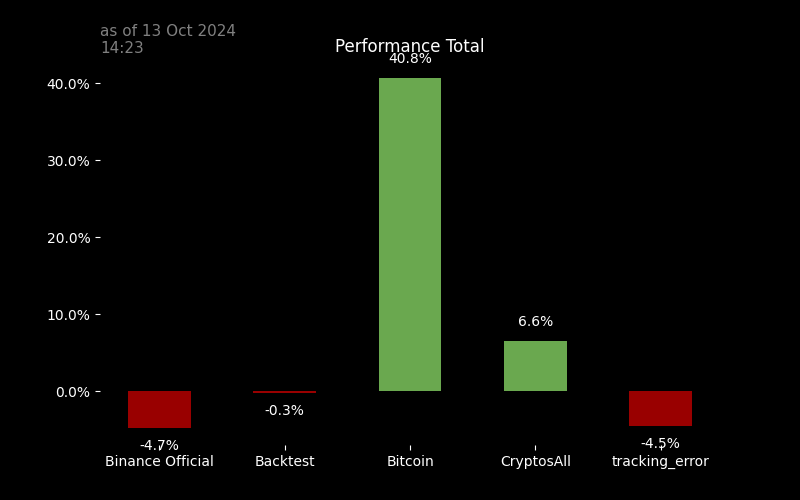 as of 13 Oct 2024
14:23
Performance Total
40.8%
40.0%
30.0%
20.0%
10.0%
6.6%
0.0%
-0.3%
-4.7%
-4.5%
Binance Official
Backtest
Bitcoin
CryptosAll
tracking_error